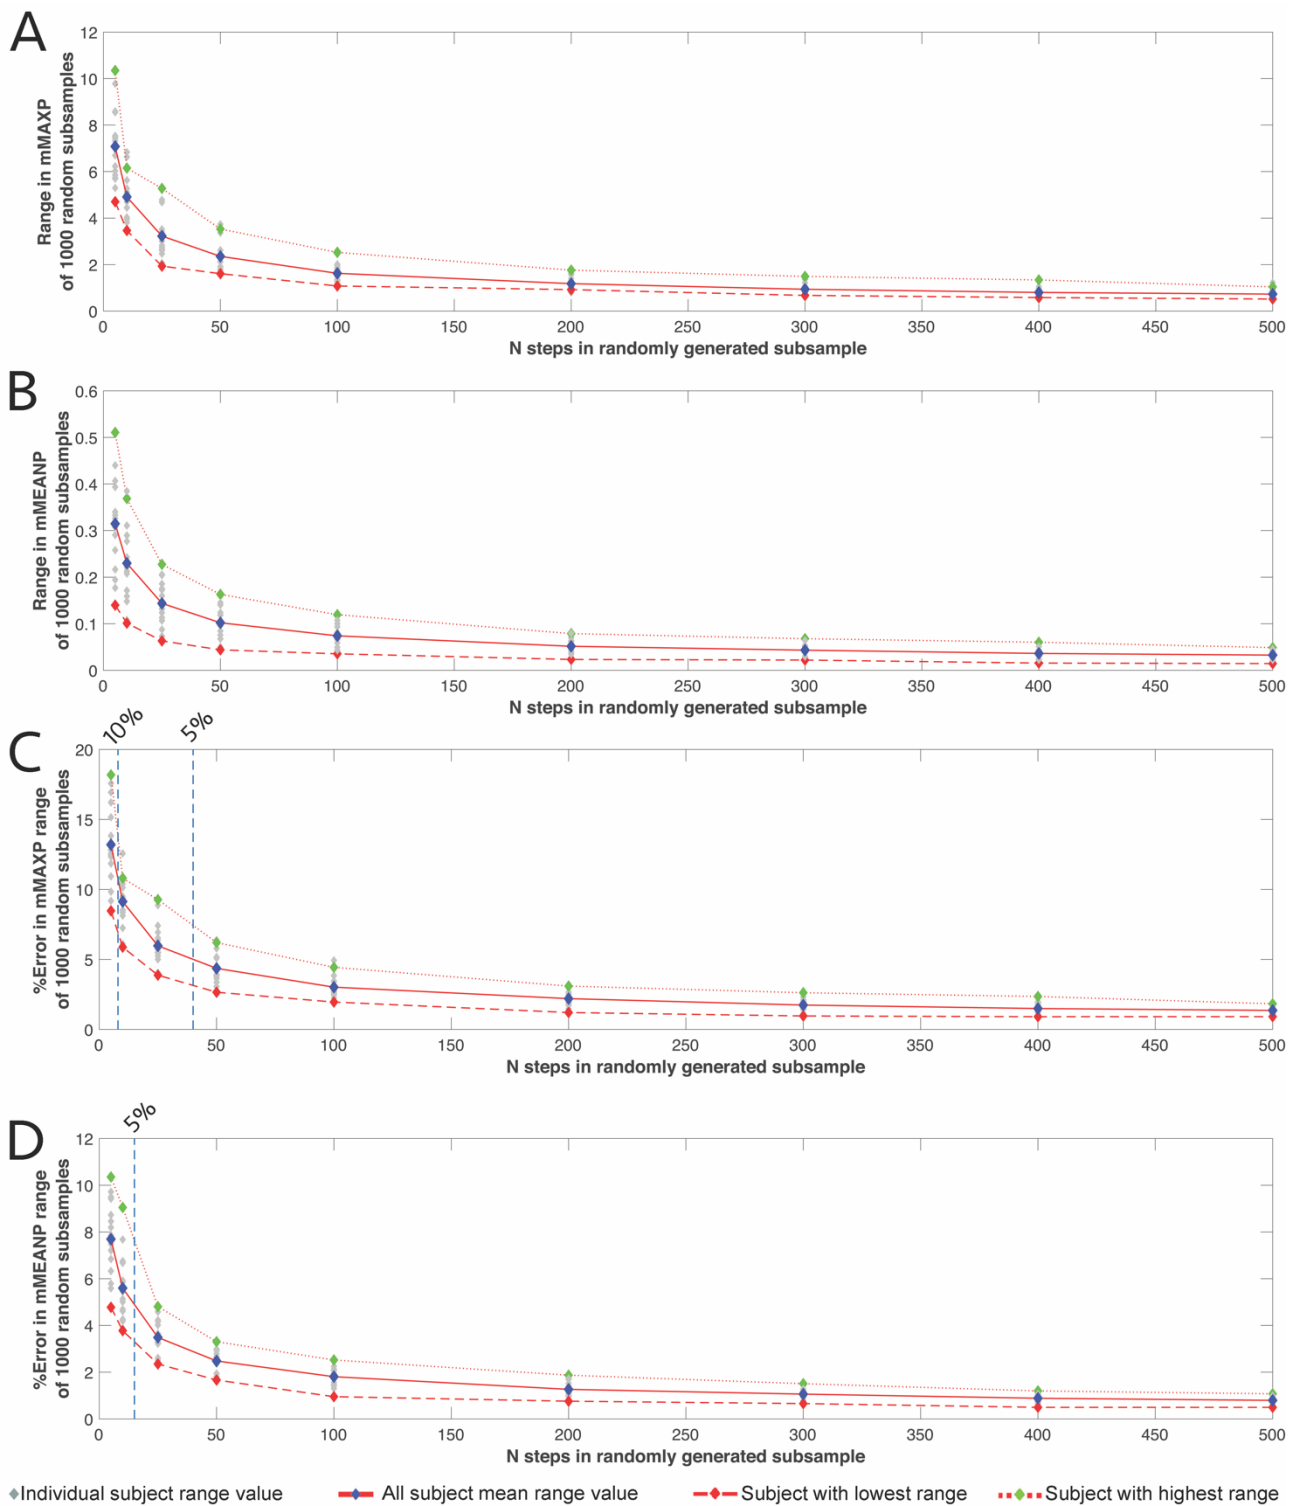 A
Range in mMAXP
of 1000 random subsamples
12
10
8
6
4
2
0
0 50 100 150 200 250 300 350 400 450 500
N steps in randomly generated subsample
B
Range in mMEANP
of 1000 random subsamples
0.6
0.5
0.4
0.3
0.2
0.1
0
0 50 100 150 200 250 300 350 400 450 500
N steps in randomly generated subsample
10% 5%
C
%Error in mMAXP range
of 1000 random subsamples
20
15
10
5
0
0 50 100 150 200 250 300 350 400 450 500
N steps in randomly generated subsample
5%
D
%Error in mMEANP range
of 1000 random subsamples
12
10
8
6
4
2
0
0 50 100 150 200 250 300 350 400 450 500
N steps in randomly generated subsample
Individual subject range value All subject mean range value Subject with lowest range Subject with highest range